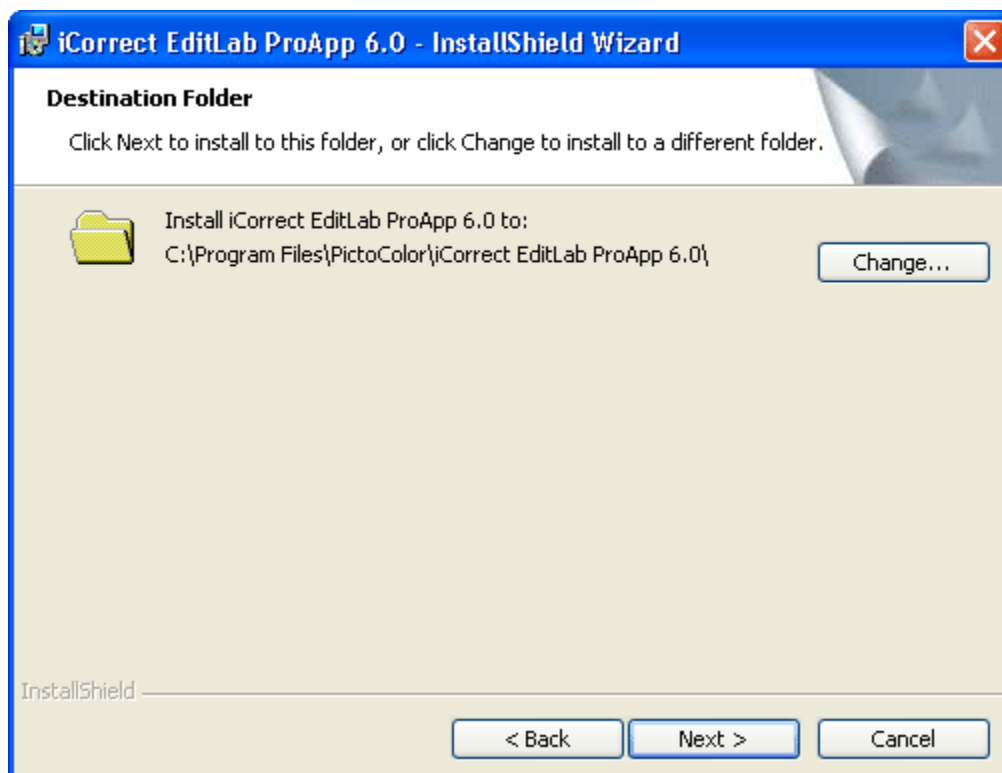 iCorrect EditLab ProApp 6.0 - InstallShield Wizard
Destination Folder
Click Next to install to this folder, or click Change to install to a different folder.
Install iCorrect EditLab ProApp 6.0 to:
C:\Program Files\PictoColor\iCorrect EditLab ProApp 6.0\
Change...
InstallShield
< Back
Next >
Cancel